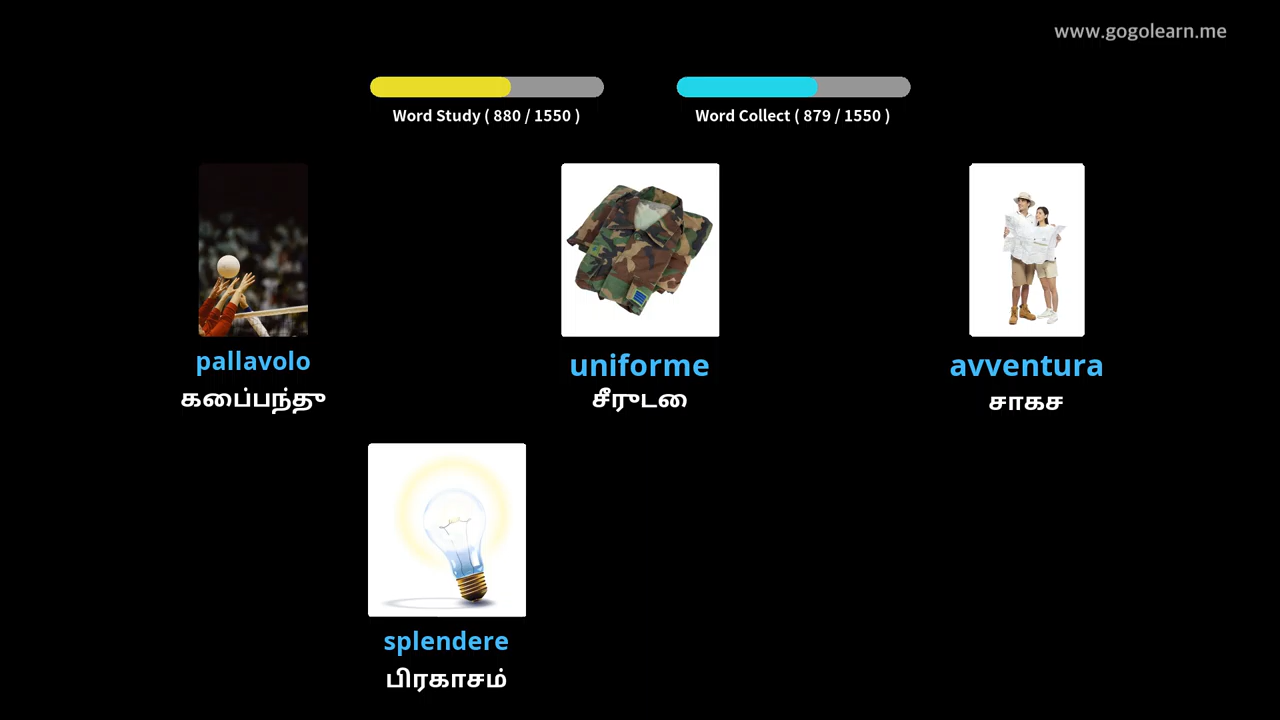 www.gogolearn.me
Word Study ( 880 / 1550 )
Word Collect ( 879 / 1550 )
pallavolo
கைப்பந்து
uniforme
சீருடை
avventura
சாகச
splendere
பிரகாசம்